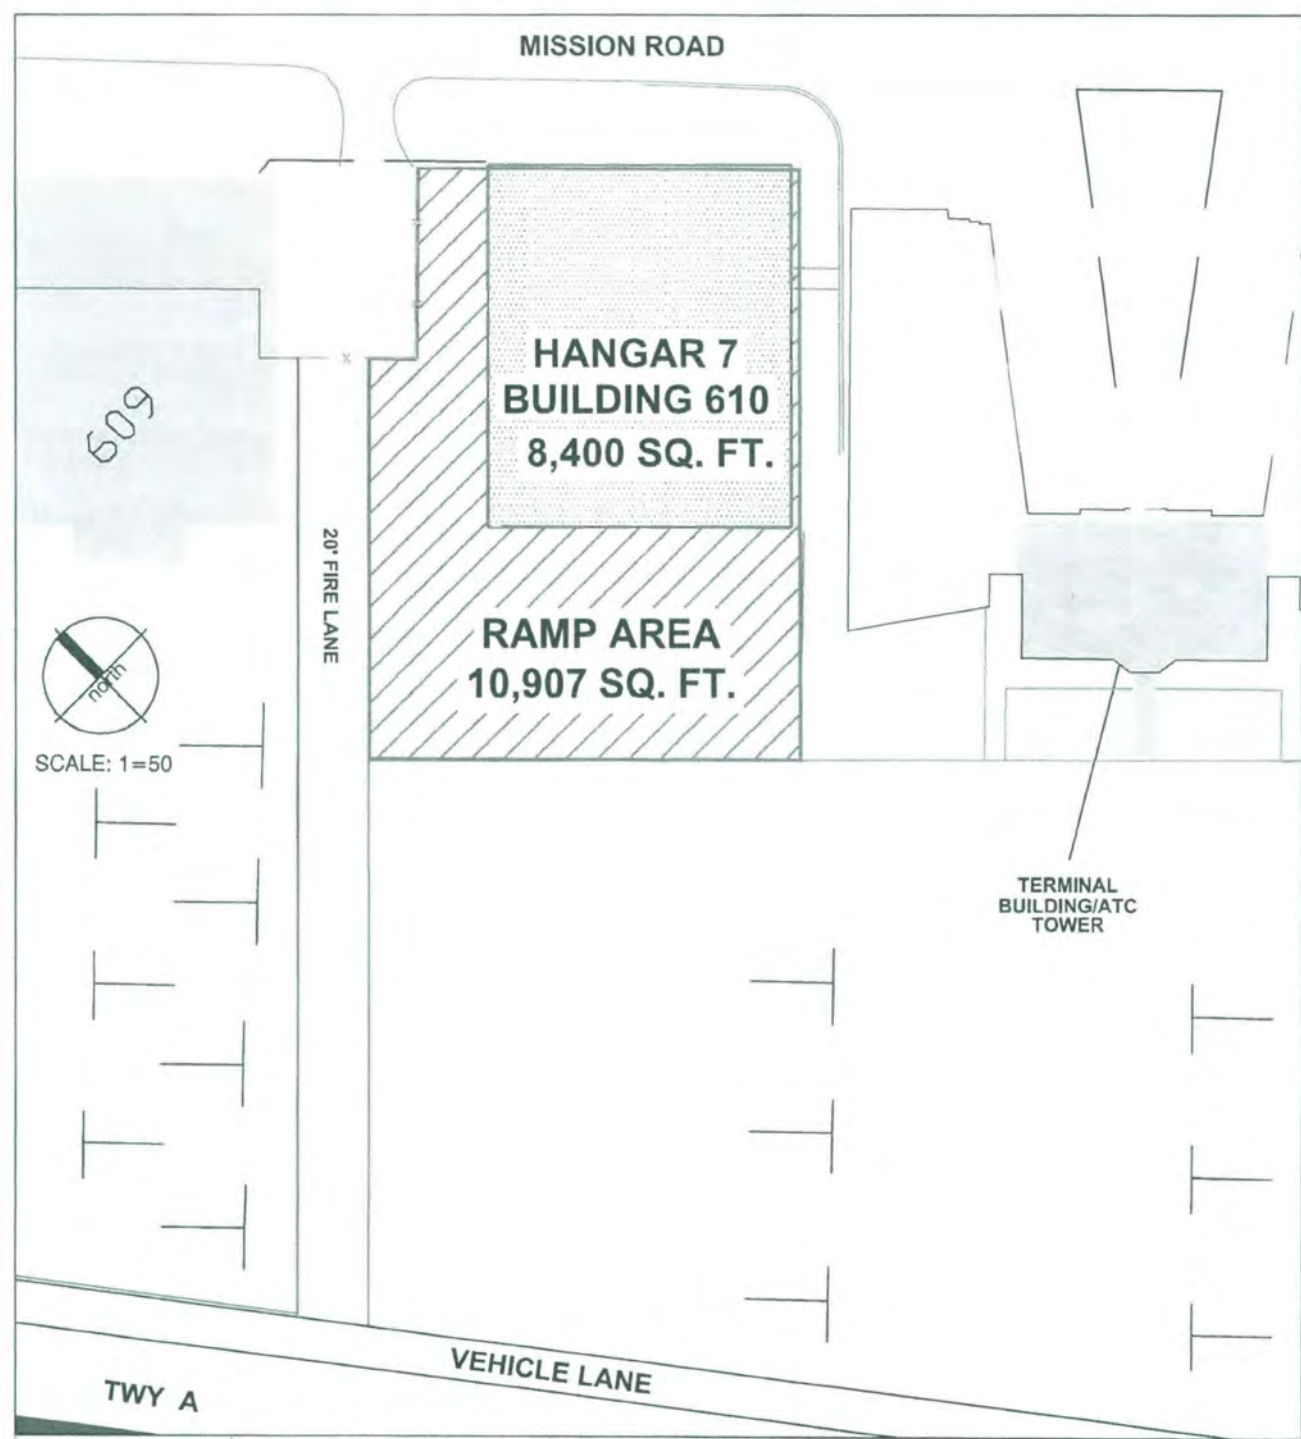 MISSION ROAD
HANGAR 7
BUILDING 610
8,400 SQ. FT.
609
20' FIRE LANE
RAMP AREA
10,907 SQ. FT.
north
SCALE: 1=50
TERMINAL
BUILDING/ATC
TOWER
VEHICLE LANE
TWY A